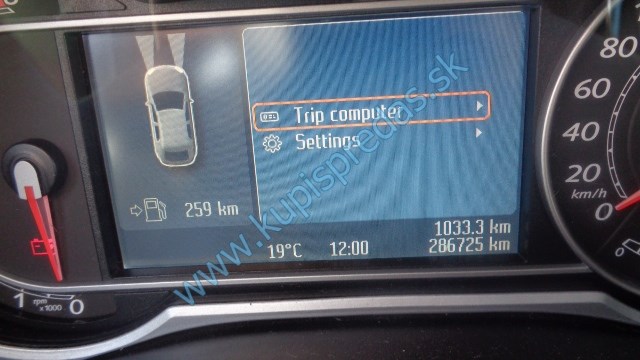 Trip computer
Settings
259 km
1033.3 km
19°C 12:00 286725 km
80
60
40
20
km/h
0
1 rpm x1000 0
www.kupispredas.sk